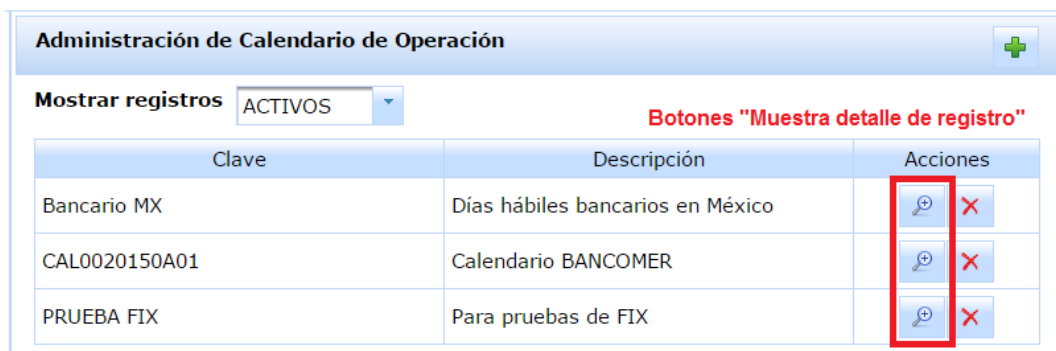 Administración de Calendario de Operación
Mostrar registros ACTIVOS
Botones "Muestra detalle de registro"
Clave Descripción Acciones
Bancario MX Días hábiles bancarios en México
CAL0020150A01 Calendario BANCOMER
PRUEBA FIX Para pruebas de FIX